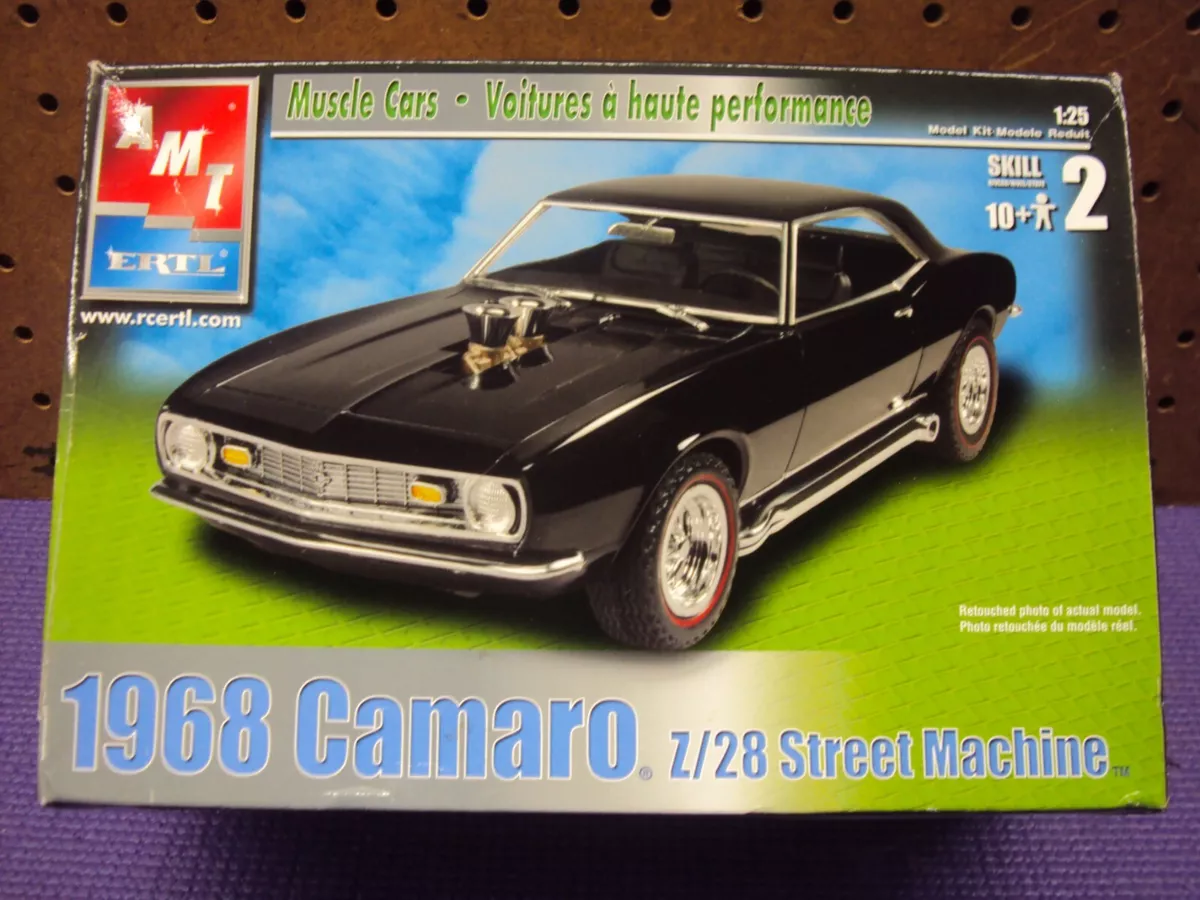 AMT
ERTL®
www.rcertl.com
Muscle Cars • Voitures à haute performance
1:25
Model Kit-Modele Reduit
SKILL
2
10+
Retouched photo of actual model.
Photo retouchée du modèle réel.
1968 Camaro® Z/28 Street Machine™